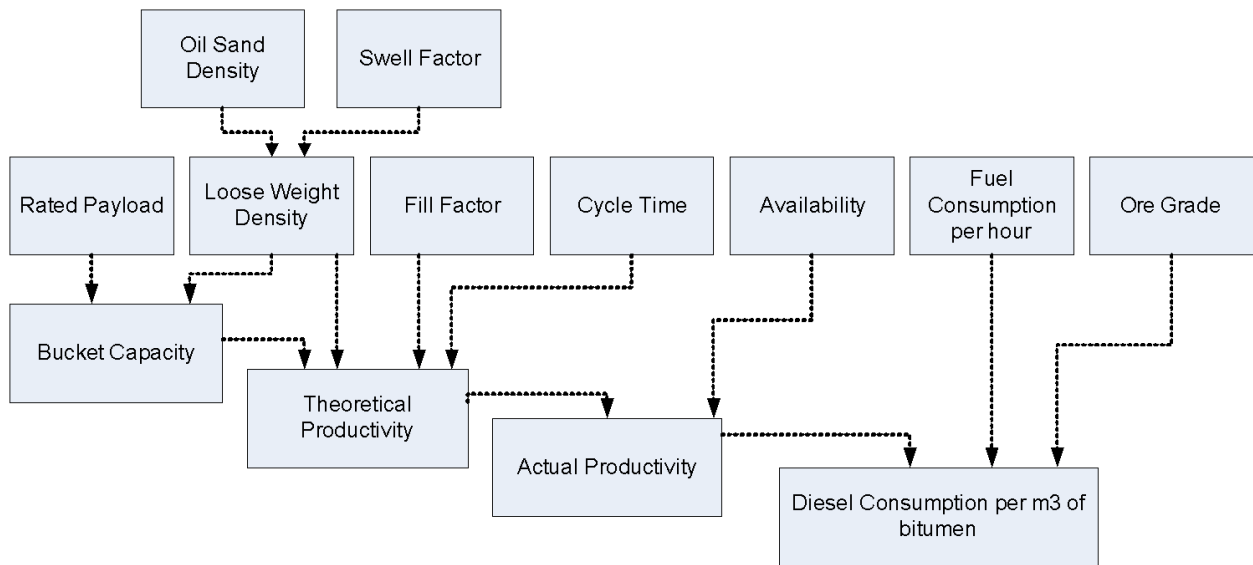 Oil Sand
Density
Swell Factor
Rated Payload
Loose Weight
Density
Fill Factor
Cycle Time
Availability
Fuel
Consumption
per hour
Ore Grade
Bucket Capacity
Theoretical
Productivity
Actual Productivity
Diesel Consumption per m3 of
bitumen